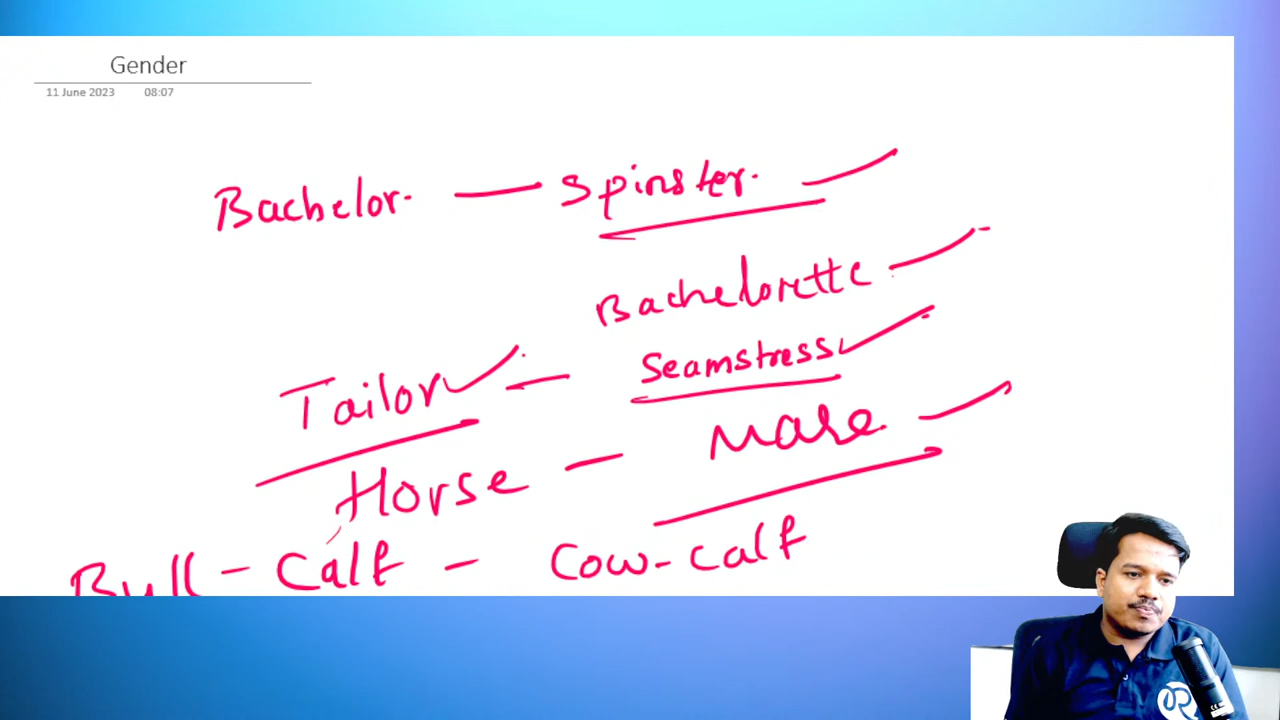 Gender
11 June 2023 08:07
Bachelor. — Spinster.
Bachelorette
Tailor — Seamstress
Horse — Mare
Bull - Calf - Cow-calf